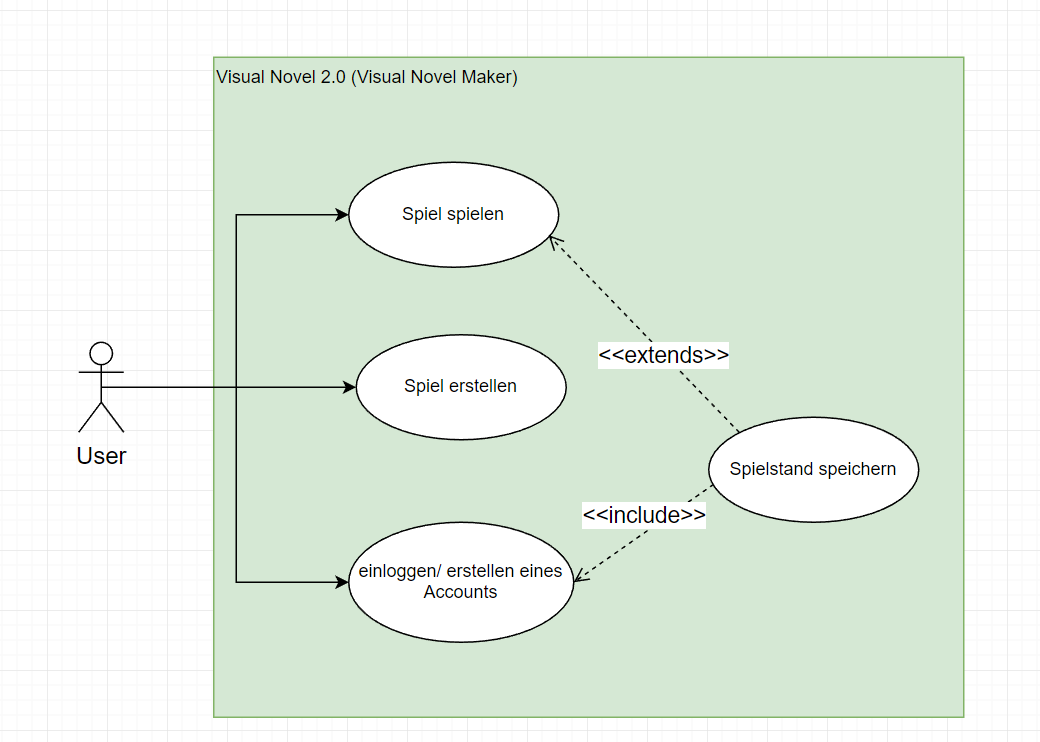 Visual Novel 2.0 (Visual Novel Maker)
Spiel spielen
<<extends>>
Spiel erstellen
User
Spielstand speichern
<<include>>
einloggen/ erstellen eines
Accounts